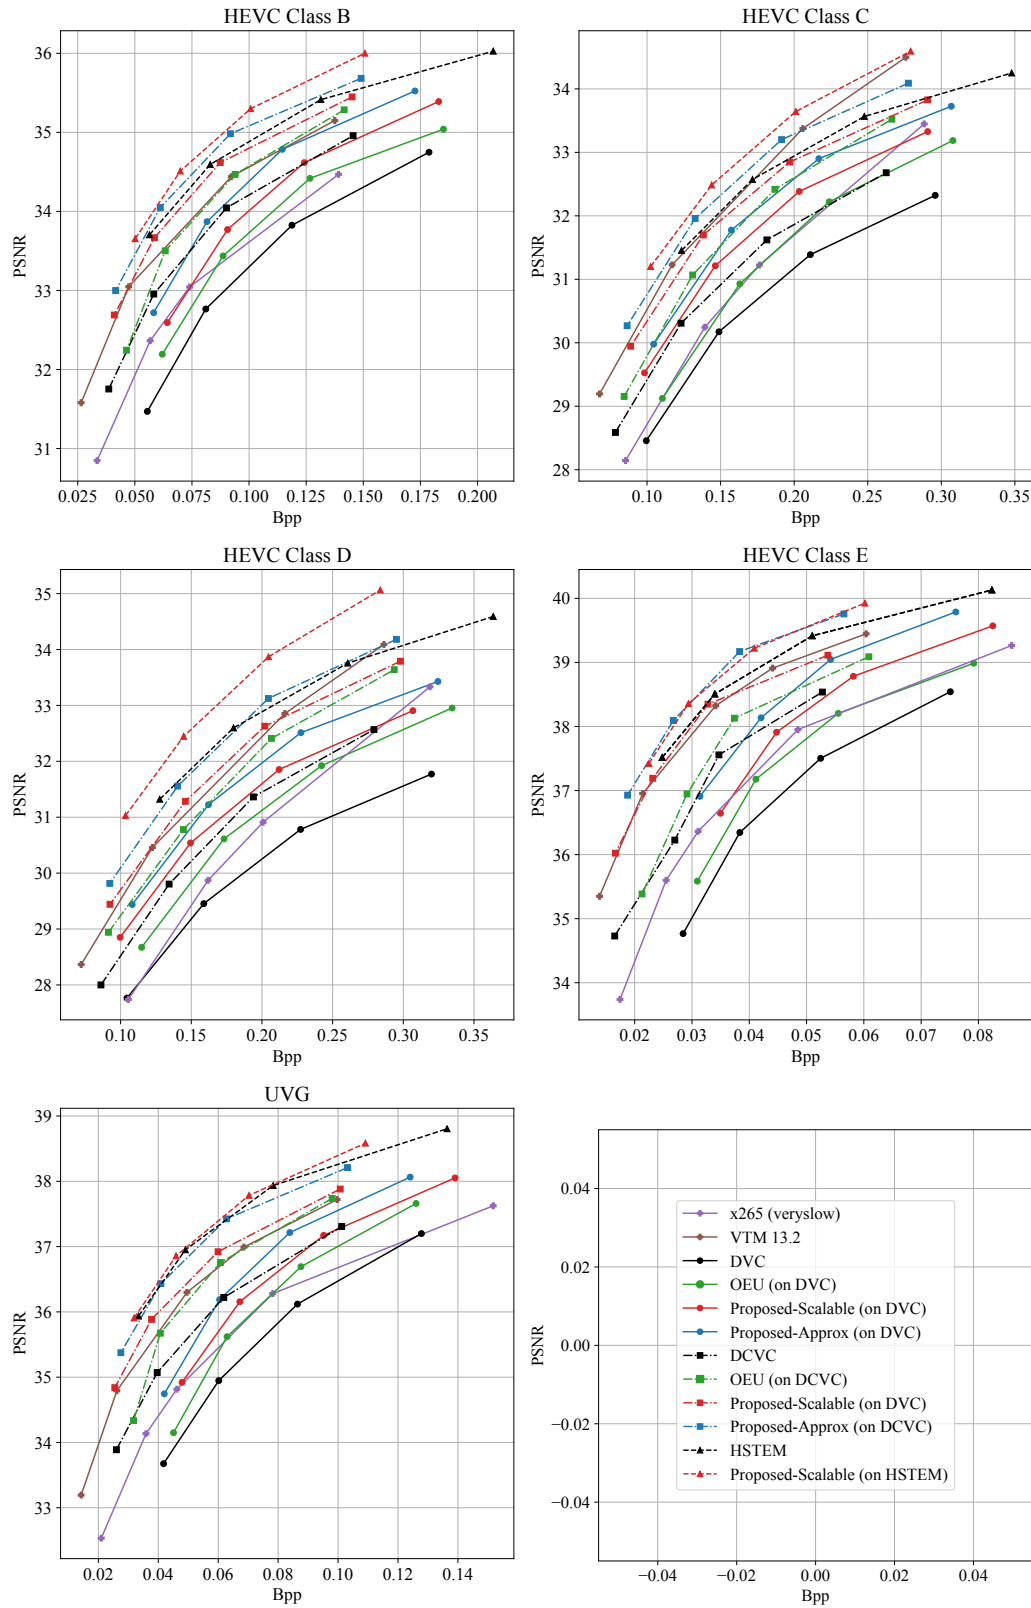 HEVC Class B
36
35
34
33
32
31
PSNR
0.025 0.050 0.075 0.100 0.125 0.150 0.175 0.200
Bpp
HEVC Class C
34
33
32
31
30
29
28
PSNR
0.10 0.15 0.20 0.25 0.30 0.35
Bpp
HEVC Class D
35
34
33
32
31
30
29
28
PSNR
0.10 0.15 0.20 0.25 0.30 0.35
Bpp
HEVC Class E
40
39
38
37
36
35
34
PSNR
0.02 0.03 0.04 0.05 0.06 0.07 0.08
Bpp
UVG
39
38
37
36
35
34
33
PSNR
0.02 0.04 0.06 0.08 0.10 0.12 0.14
Bpp
0.04
0.02
0.00
−0.02
−0.04
PSNR
x265 (veryslow)
VTM 13.2
DVC
OEU (on DVC)
Proposed-Scalable (on DVC)
Proposed-Approx (on DVC)
DCVC
OEU (on DCVC)
Proposed-Scalable (on DVC)
Proposed-Approx (on DCVC)
HSTEM
Proposed-Scalable (on HSTEM)
−0.04 −0.02 0.00 0.02 0.04
Bpp